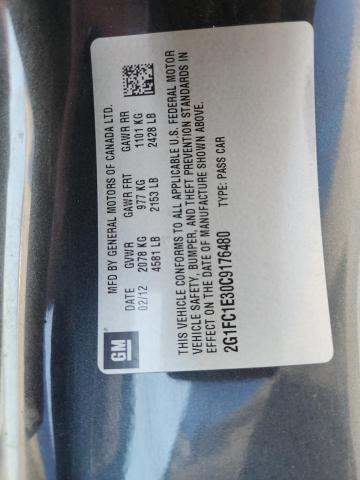 MFD BY GENERAL MOTORS OF CANADA LTD.
DATE GVWR GAWR FRT GAWR RR
02/12 2078 KG 977 KG 1101 KG
4581 LB 2153 LB 2428 LB
THIS VEHICLE CONFORMS TO ALL APPLICABLE U.S. FEDERAL MOTOR
VEHICLE SAFETY, BUMPER, AND THEFT PREVENTION STANDARDS IN
EFFECT ON THE DATE OF MANUFACTURE SHOWN ABOVE.
2G1FC1E30C9176480 TYPE: PASS CAR
GM